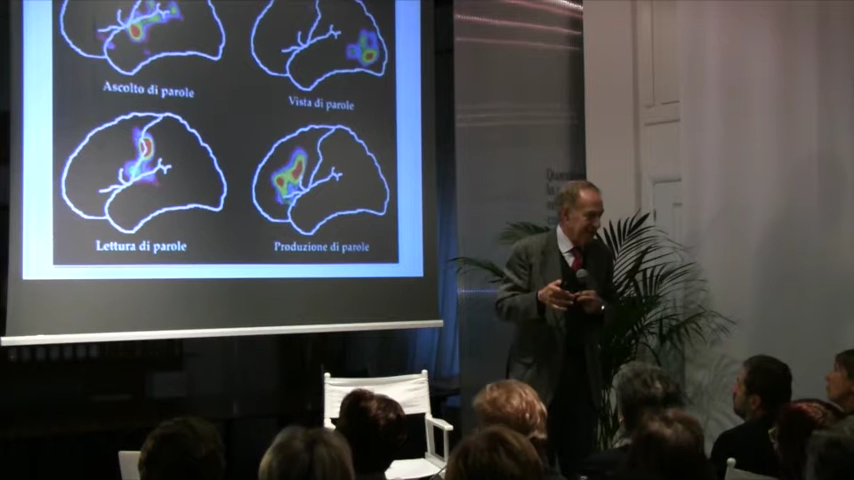 Ascolto di parole
Vista di parole
Lettura di parole
Produzione di parole